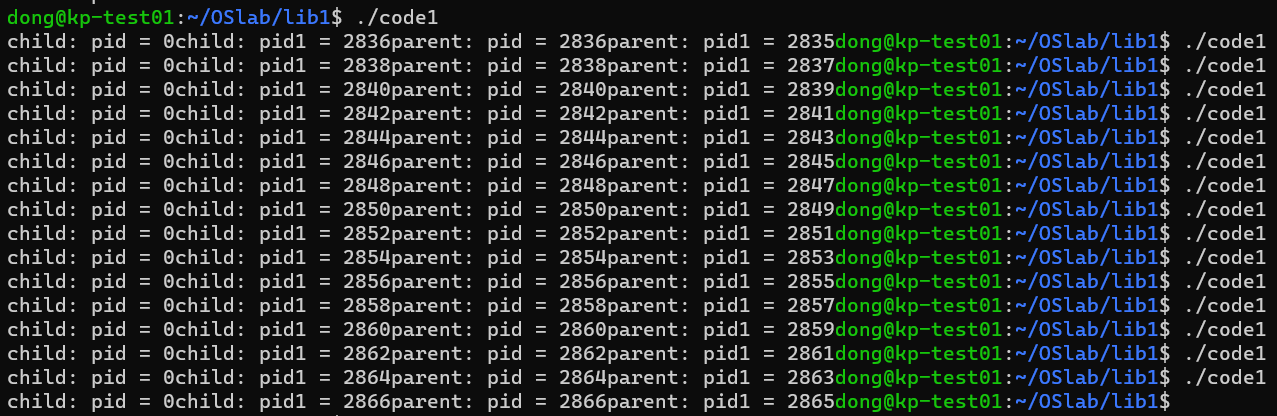 dong@kp-test01:~/OSlab/lib1$ ./code1
child: pid = 0child: pid1 = 2836parent: pid = 2836parent: pid1 = 2835dong@kp-test01:~/OSlab/lib1$ ./code1
child: pid = 0child: pid1 = 2838parent: pid = 2838parent: pid1 = 2837dong@kp-test01:~/OSlab/lib1$ ./code1
child: pid = 0child: pid1 = 2840parent: pid = 2840parent: pid1 = 2839dong@kp-test01:~/OSlab/lib1$ ./code1
child: pid = 0child: pid1 = 2842parent: pid = 2842parent: pid1 = 2841dong@kp-test01:~/OSlab/lib1$ ./code1
child: pid = 0child: pid1 = 2844parent: pid = 2844parent: pid1 = 2843dong@kp-test01:~/OSlab/lib1$ ./code1
child: pid = 0child: pid1 = 2846parent: pid = 2846parent: pid1 = 2845dong@kp-test01:~/OSlab/lib1$ ./code1
child: pid = 0child: pid1 = 2848parent: pid = 2848parent: pid1 = 2847dong@kp-test01:~/OSlab/lib1$ ./code1
child: pid = 0child: pid1 = 2850parent: pid = 2850parent: pid1 = 2849dong@kp-test01:~/OSlab/lib1$ ./code1
child: pid = 0child: pid1 = 2852parent: pid = 2852parent: pid1 = 2851dong@kp-test01:~/OSlab/lib1$ ./code1
child: pid = 0child: pid1 = 2854parent: pid = 2854parent: pid1 = 2853dong@kp-test01:~/OSlab/lib1$ ./code1
child: pid = 0child: pid1 = 2856parent: pid = 2856parent: pid1 = 2855dong@kp-test01:~/OSlab/lib1$ ./code1
child: pid = 0child: pid1 = 2858parent: pid = 2858parent: pid1 = 2857dong@kp-test01:~/OSlab/lib1$ ./code1
child: pid = 0child: pid1 = 2860parent: pid = 2860parent: pid1 = 2859dong@kp-test01:~/OSlab/lib1$ ./code1
child: pid = 0child: pid1 = 2862parent: pid = 2862parent: pid1 = 2861dong@kp-test01:~/OSlab/lib1$ ./code1
child: pid = 0child: pid1 = 2864parent: pid = 2864parent: pid1 = 2863dong@kp-test01:~/OSlab/lib1$ ./code1
child: pid = 0child: pid1 = 2866parent: pid = 2866parent: pid1 = 2865dong@kp-test01:~/OSlab/lib1$